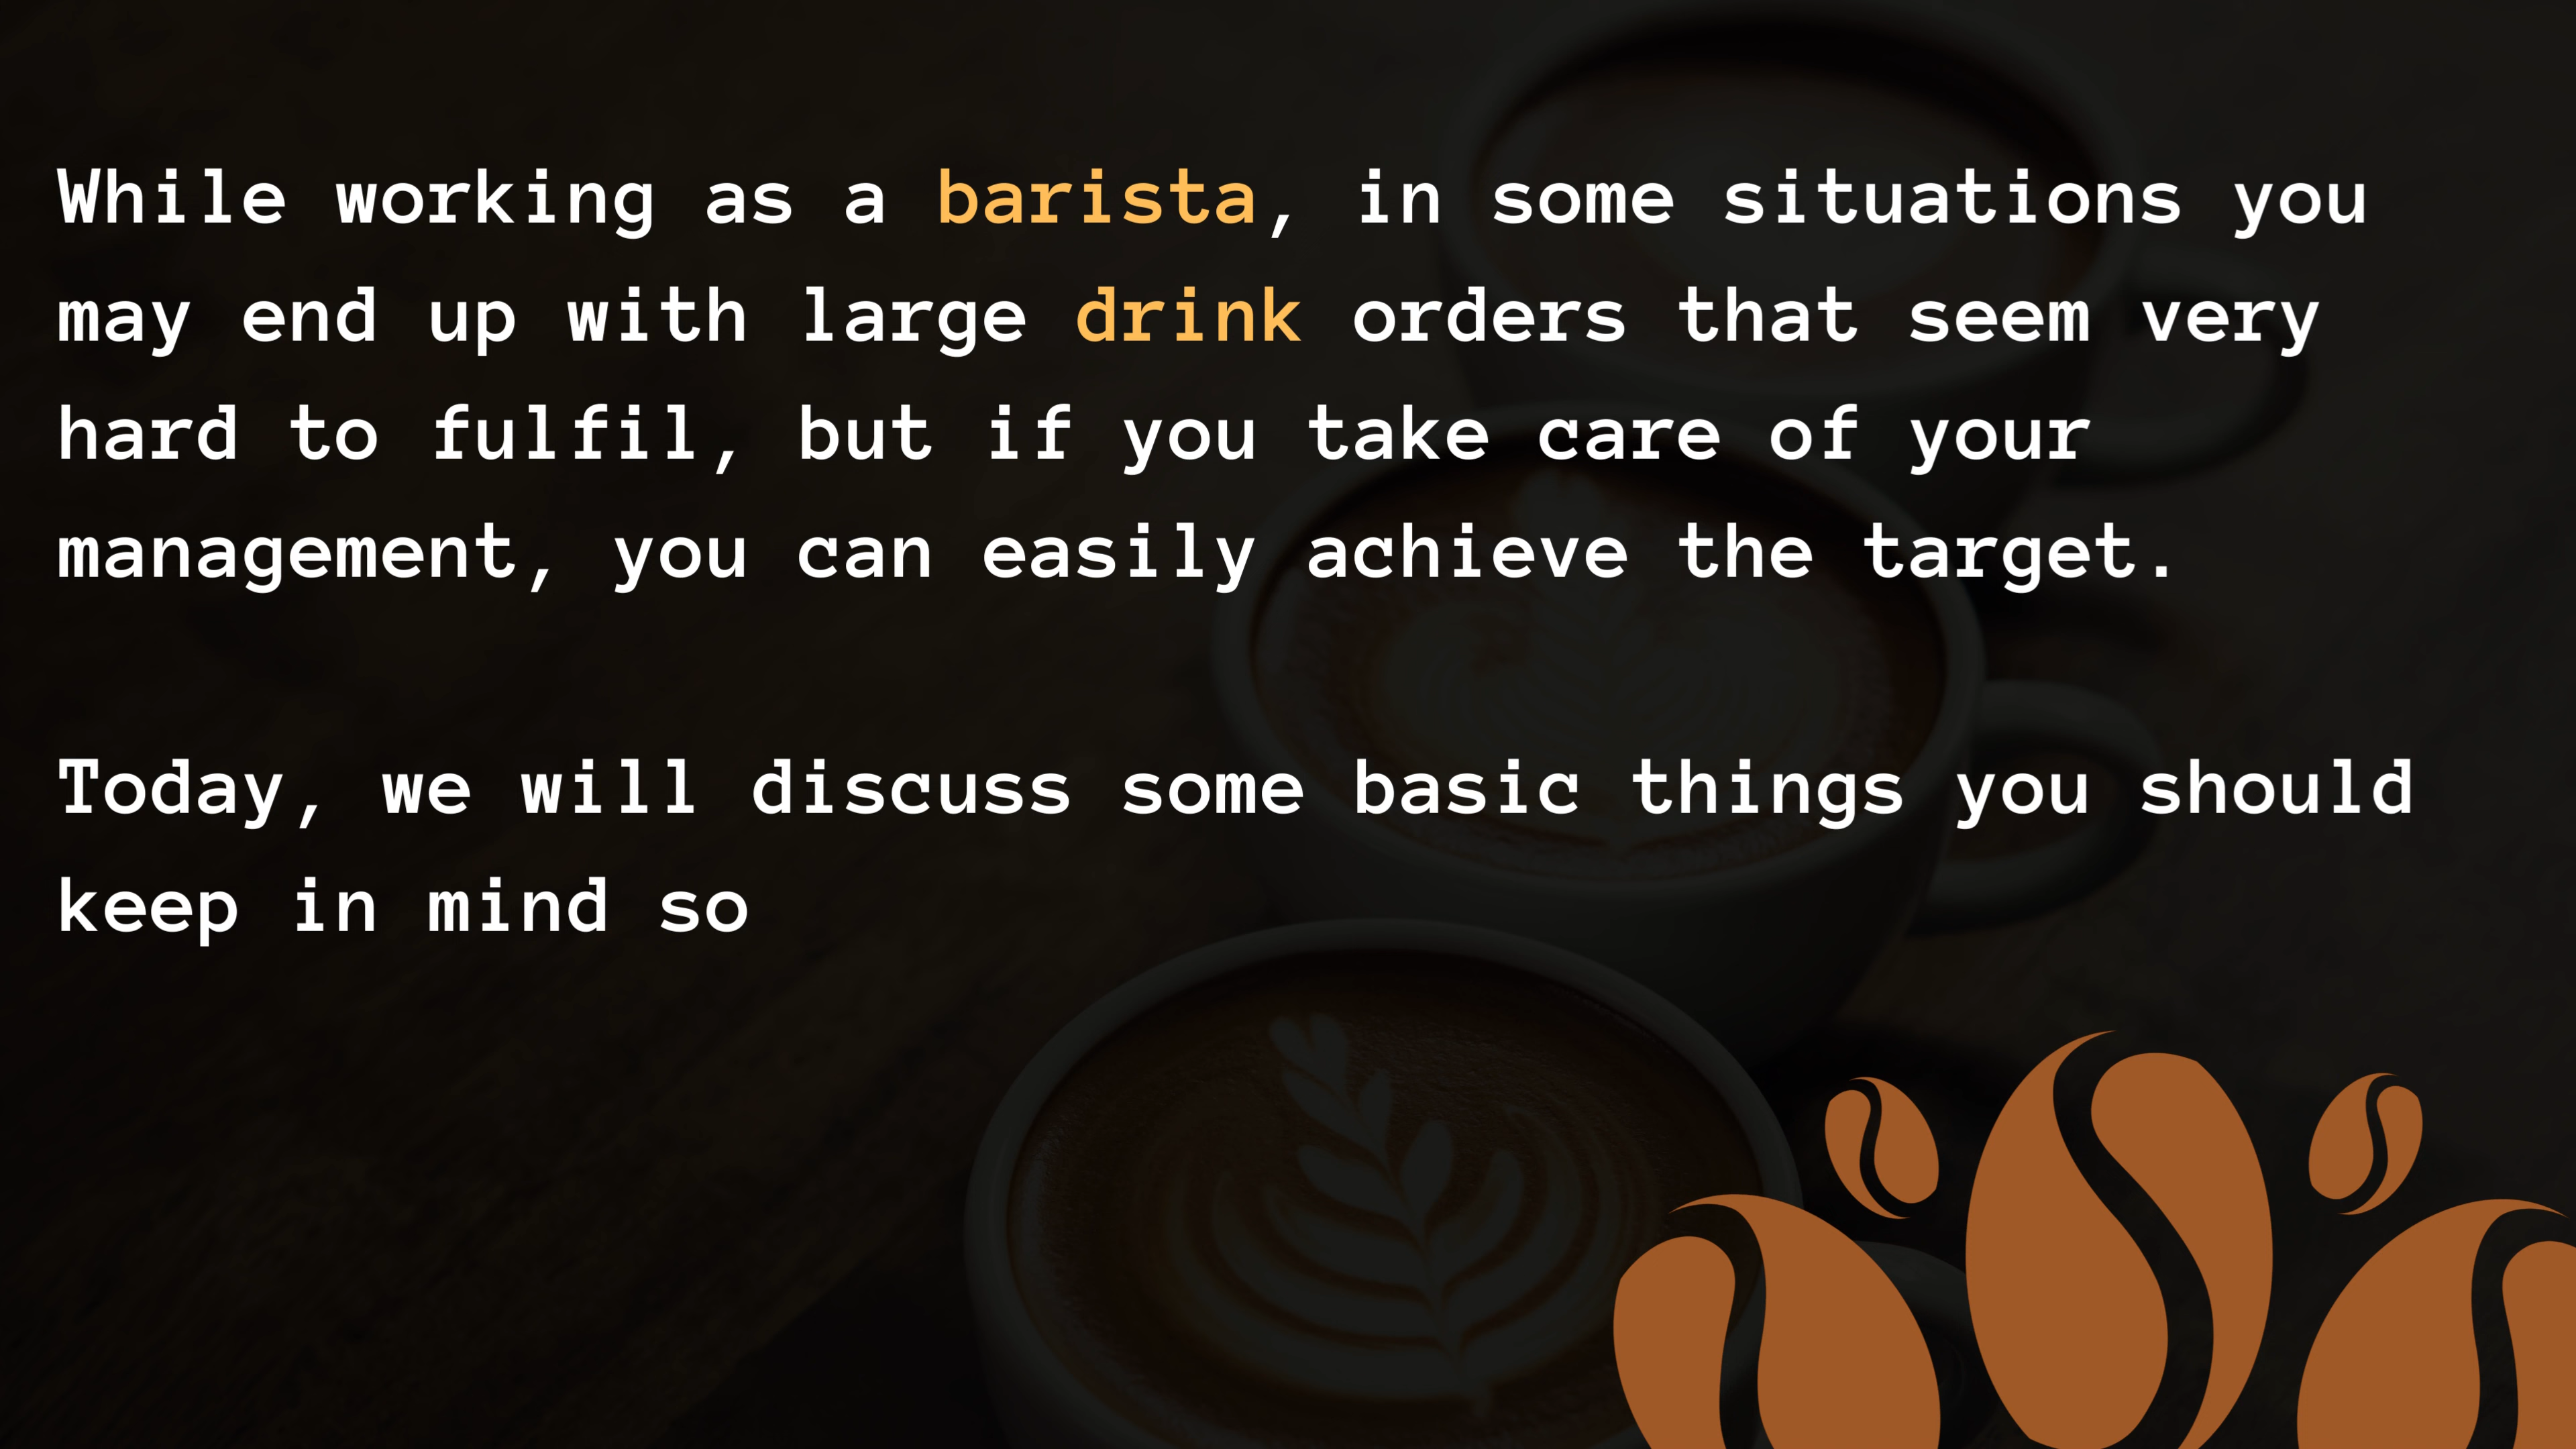 While working as a barista, in some situations you
may end up with large drink orders that seem very
hard to fulfil, but if you take care of your
management, you can easily achieve the target.
Today, we will discuss some basic things you should
keep in mind so